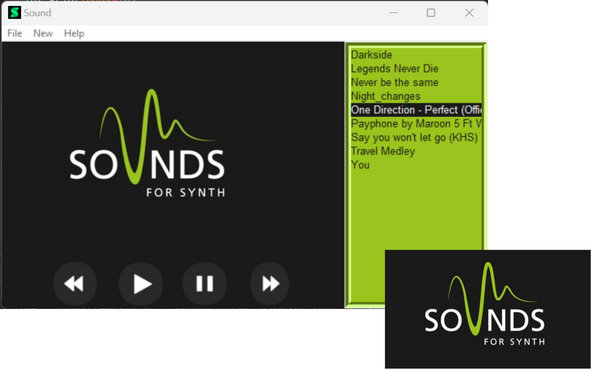 Sound
File New Help
SOUNDS
FOR SYNTH
Darkside
Legends Never Die
Never be the same
Night_changes
One Direction - Perfect (Offic
Payphone by Maroon 5 Ft W
Say you won't let go (KHS)
Travel Medley
You
SOUNDS
FOR SYNTH